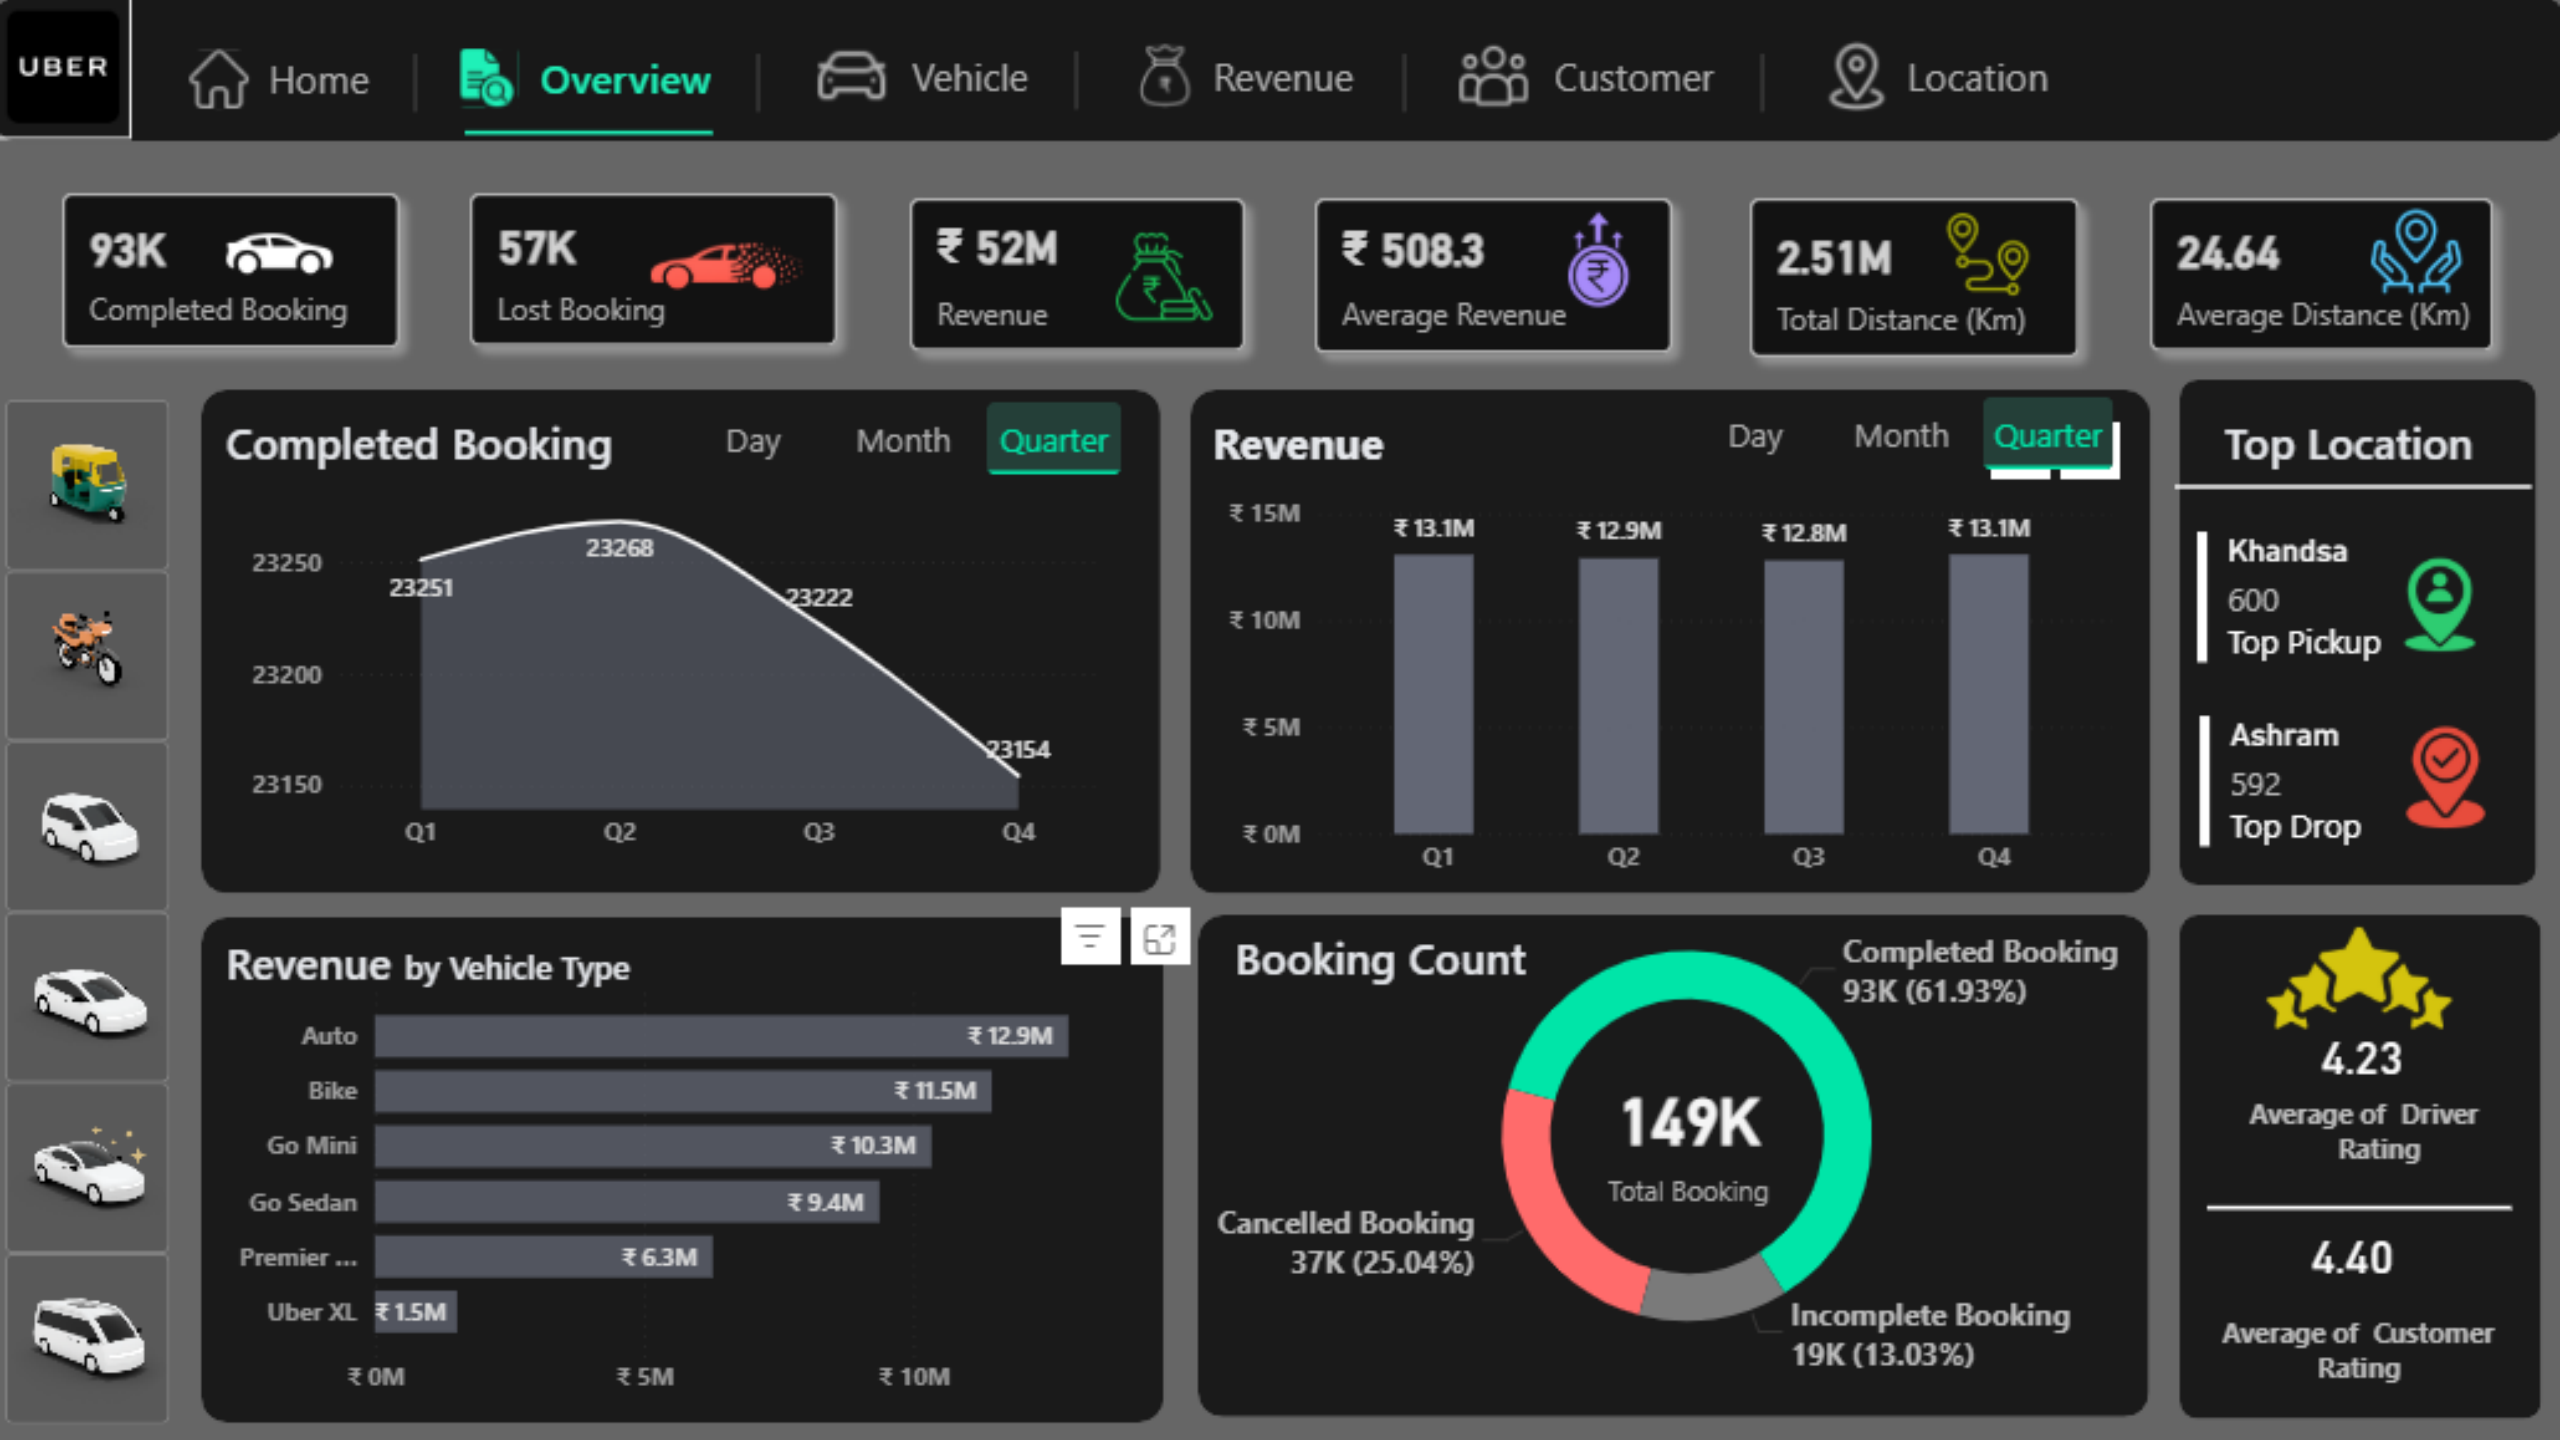 UBER
Home
Overview
Vehicle
Revenue
Customer
Location
93K
Completed Booking
57K
Lost Booking
₹ 52M
Revenue
₹ 508.3
Average Revenue
2.51M
Total Distance (Km)
24.64
Average Distance (Km)
Completed Booking
Day
Month
Quarter
23250
23200
23150
23251
23268
23222
23154
Q1
Q2
Q3
Q4
Revenue
Day
Month
Quarter
₹ 15M
₹ 10M
₹ 5M
₹ 0M
₹ 13.1M
₹ 12.9M
₹ 12.8M
₹ 13.1M
Q1
Q2
Q3
Q4
Top Location
Khandsa
600
Top Pickup
Ashram
592
Top Drop
Revenue by Vehicle Type
Auto
₹ 12.9M
Bike
₹ 11.5M
Go Mini
₹ 10.3M
Go Sedan
₹ 9.4M
Premier ...
₹ 6.3M
Uber XL
₹ 1.5M
₹ 0M
₹ 5M
₹ 10M
Booking Count
Completed Booking
93K (61.93%)
149K
Total Booking
Cancelled Booking
37K (25.04%)
Incomplete Booking
19K (13.03%)
4.23
Average of Driver
Rating
4.40
Average of Customer
Rating